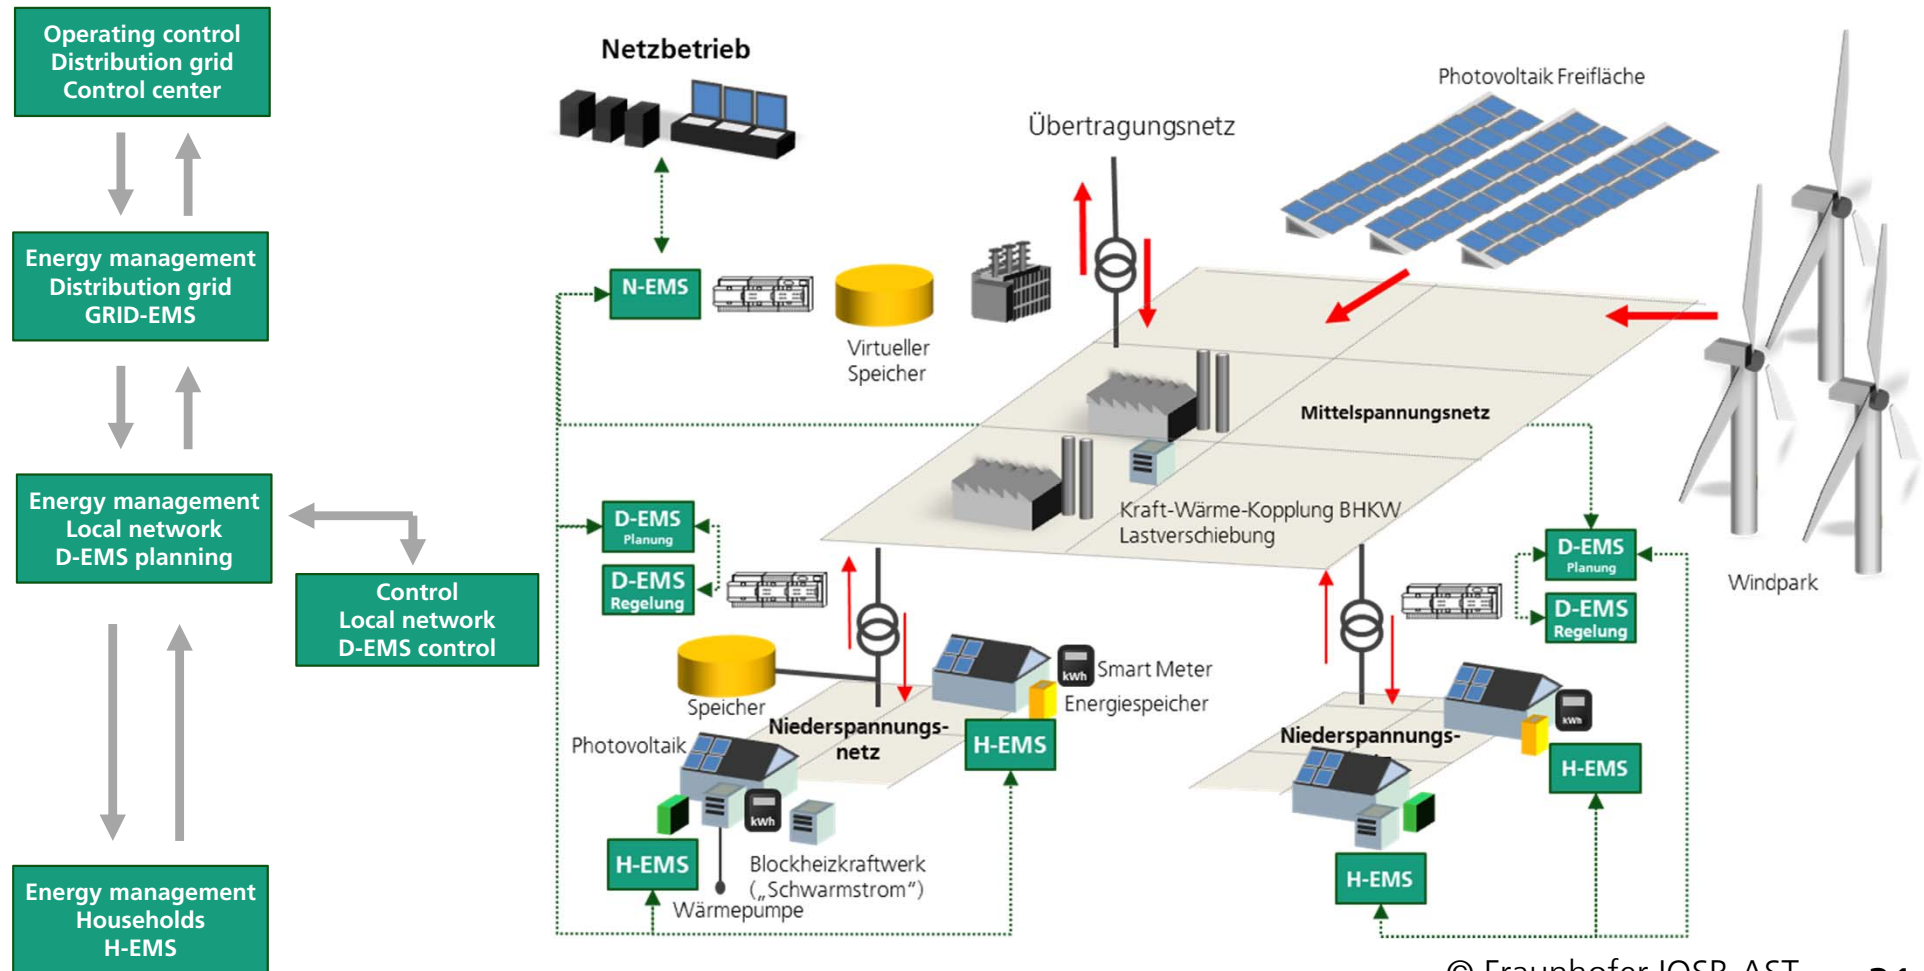 Operating control
Distribution grid
Control center
Energy management
Distribution grid
GRID-EMS
Energy management
Local network
D-EMS planning
Control
Local network
D-EMS control
Energy management
Households
H-EMS
Netzbetrieb
Übertragungsnetz
Photovoltaik Freifläche
N-EMS
Virtueller
Speicher
Mittelspannungsnetz
Kraft-Wärme-Kopplung BHKW
Lastverschiebung
Windpark
D-EMS
Planung
D-EMS
Regelung
D-EMS
Planung
D-EMS
Regelung
Speicher
kWh
Smart Meter
Energiespeicher
Niederspannungs-
netz
H-EMS
Photovoltaik
kWh
H-EMS
Blockheizkraftwerk
(„Schwarmstrom“)
Wärmepumpe
Niederspannungs-
kWh
H-EMS
H-EMS